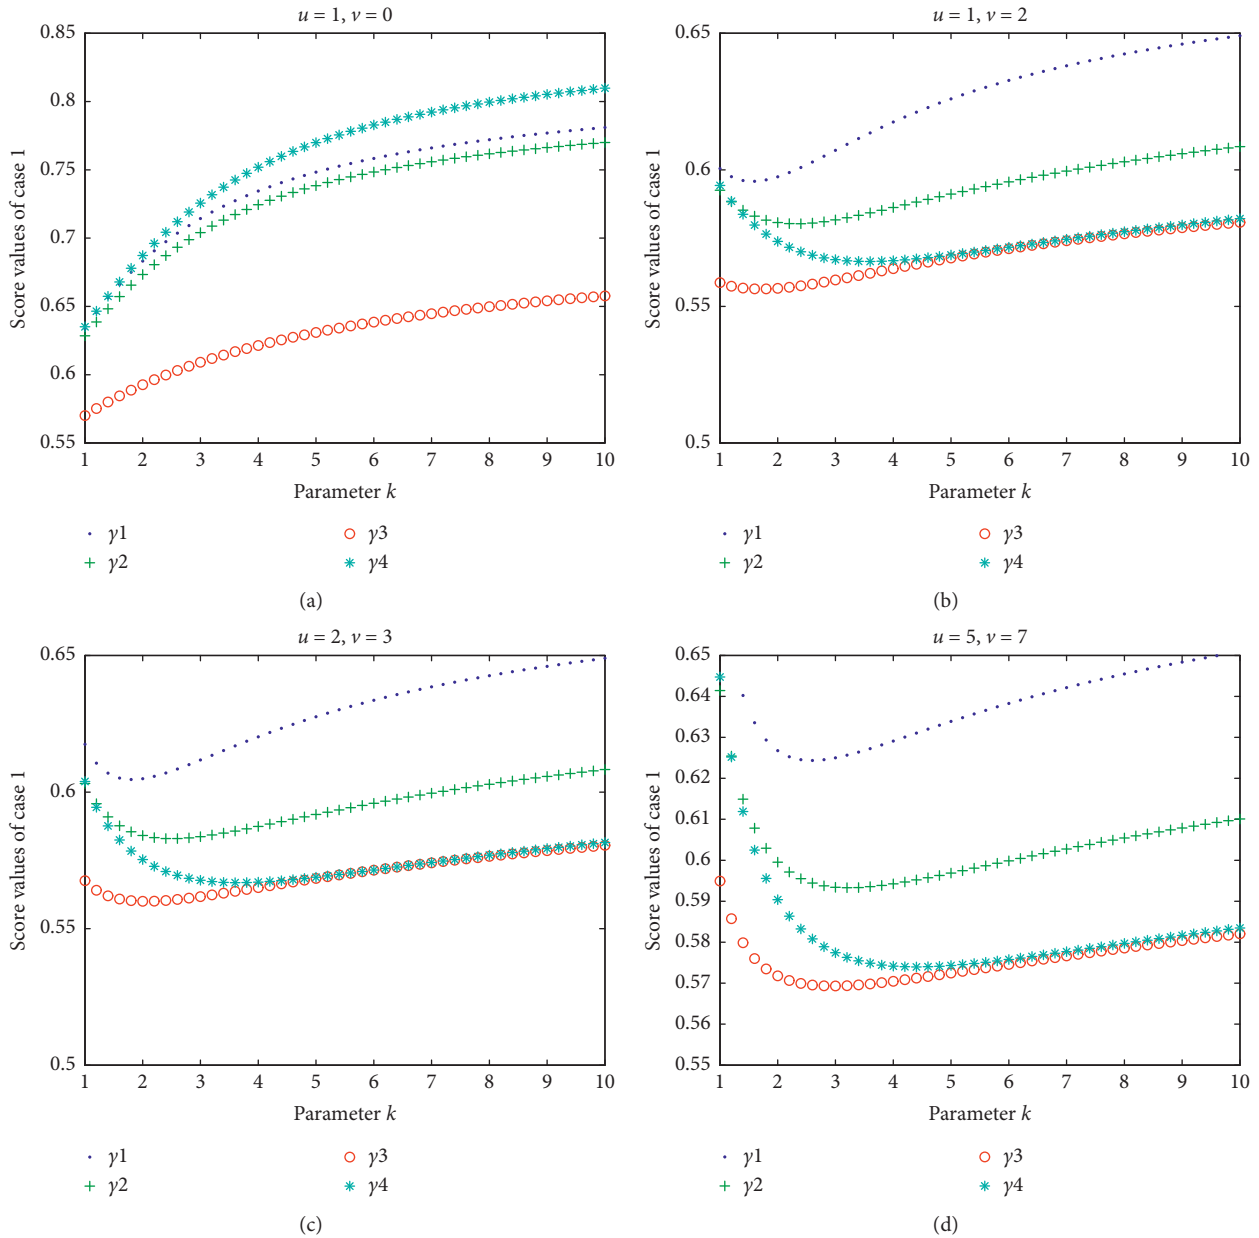 u = 1, v = 0
0.85
0.8
0.75
0.7
0.65
0.6
0.55
Score values of case 1
1 2 3 4 5 6 7 8 9 10
Parameter k
γ1
γ2
γ3
γ4
(a)
u = 1, v = 2
0.65
0.6
0.55
0.5
Score values of case 1
1 2 3 4 5 6 7 8 9 10
Parameter k
γ1
γ2
γ3
γ4
(b)
u = 2, v = 3
0.65
0.6
0.55
0.5
Score values of case 1
1 2 3 4 5 6 7 8 9 10
Parameter k
γ1
γ2
γ3
γ4
(c)
u = 5, v = 7
0.65
0.64
0.63
0.62
0.61
0.6
0.59
0.58
0.57
0.56
0.55
Score values of case 1
1 2 3 4 5 6 7 8 9 10
Parameter k
γ1
γ2
γ3
γ4
(d)